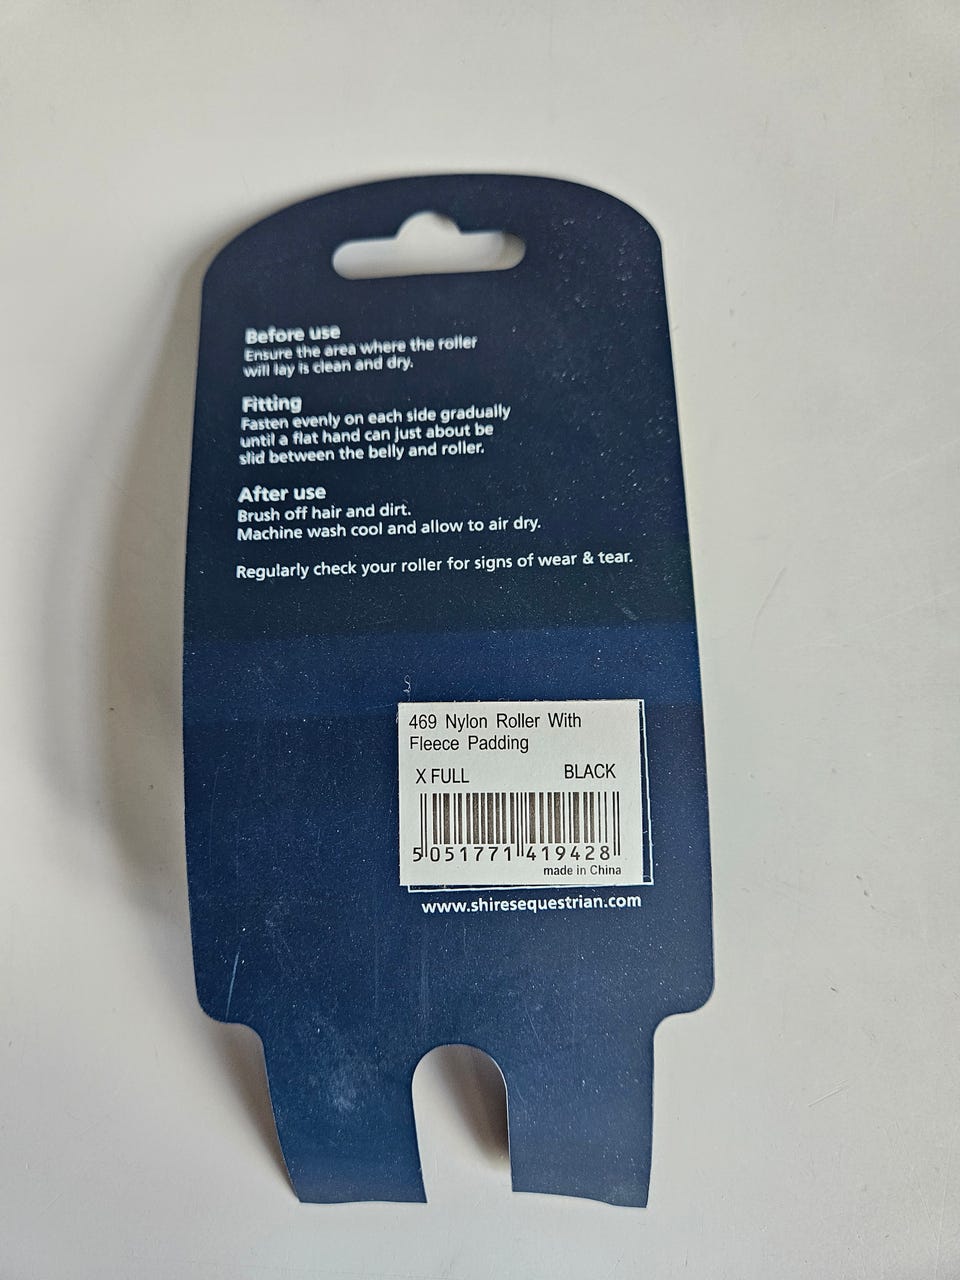 Before use
Ensure the area where the roller
will lay is clean and dry.
Fitting
Fasten evenly on each side gradually
until a flat hand can just about be
slid between the belly and roller.
After use
Brush off hair and dirt.
Machine wash cool and allow to air dry.
Regularly check your roller for signs of wear & tear.
469 Nylon Roller With
Fleece Padding
X FULL BLACK
5 051771 419428
made in China
www.shiresequestrian.com